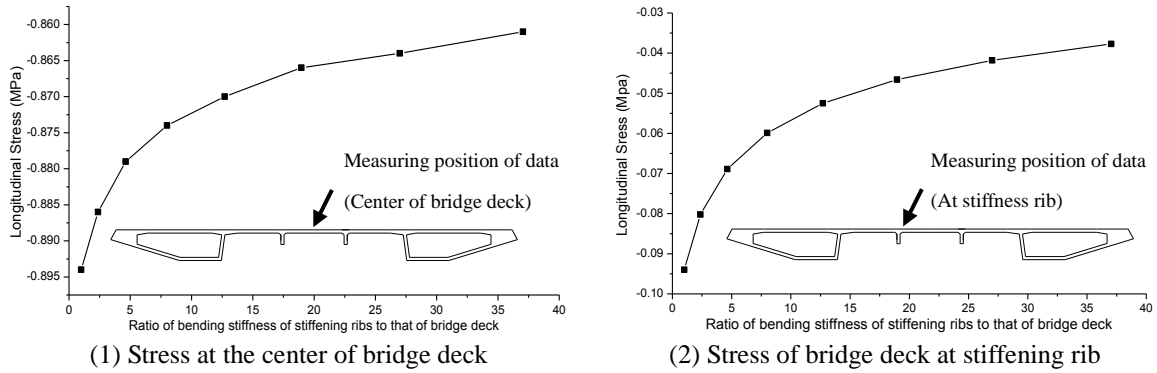 -0.860
-0.865
-0.870
-0.875
-0.880
-0.885
-0.890
-0.895
Longitudinal Stress (MPa)
Measuring position of data
(Center of bridge deck)
0 5 10 15 20 25 30 35 40
Ratio of bending stiffness of stiffening ribs to that of bridge deck
(1) Stress at the center of bridge deck
-0.03
-0.04
-0.05
-0.06
-0.07
-0.08
-0.09
-0.10
Longitudinal Sress (Mpa)
Measuring position of data
(At stiffness rib)
0 5 10 15 20 25 30 35 40
Ratio of bending stiffness of stiffening ribs to that of bridge deck
(2) Stress of bridge deck at stiffening rib